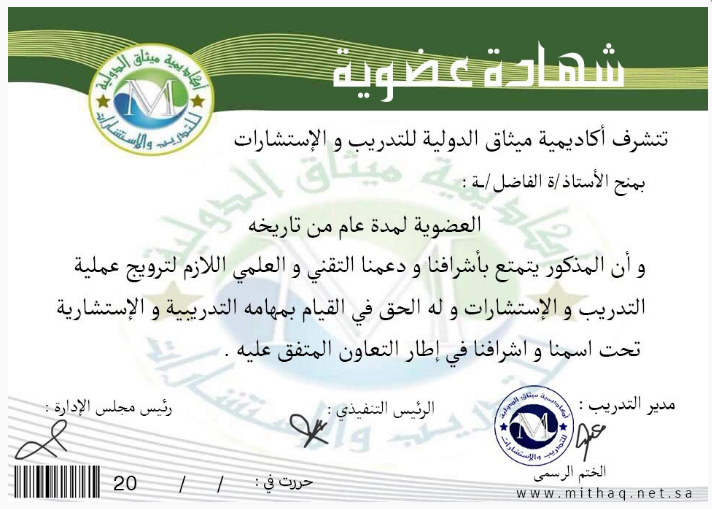 شهادة عضوية
أكاديمية ميثاق الدولية
M
للتدريب والإستشارات
تتشرف أكاديمية ميثاق الدولية للتدريب و الإستشارات
بمنح الأستاذ/ة الفاضل/ـة :
العضوية لمدة عام من تاريخه
و أن المذكور يتمتع بأشرافنا و دعمنا التقني و العلمي اللازم لترويج عملية
التدريب و الإستشارات و له الحق في القيام بمهامه التدريبية و الإستشارية
تحت اسمنا و اشرافنا في إطار التعاون المتفق عليه .
مدير التدريب :
الرئيس التنفيذي :
رئيس مجلس الإدارة :
أكاديمية ميثاق الدولية
M
للتدريب والإستشارات
الختم الرسمى
حررت في : / / 20
www.mithaq.net.sa